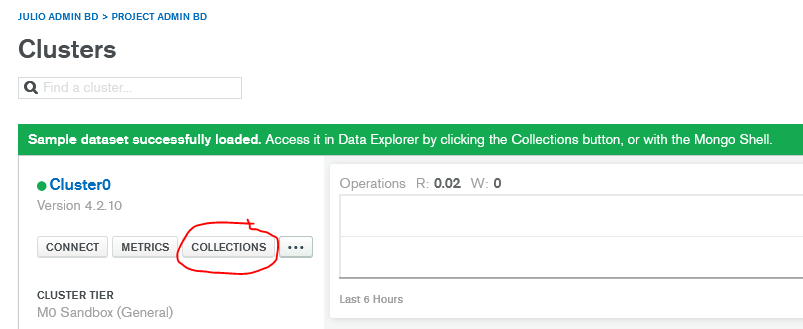 JULIO ADMIN BD > PROJECT ADMIN BD
Clusters
Find a cluster...
Sample dataset successfully loaded. Access it in Data Explorer by clicking the Collections button, or with the Mongo Shell.
Cluster0
Version 4.2.10
CONNECT METRICS COLLECTIONS ...
CLUSTER TIER
M0 Sandbox (General)
Operations R: 0.02 W: 0
Last 6 Hours